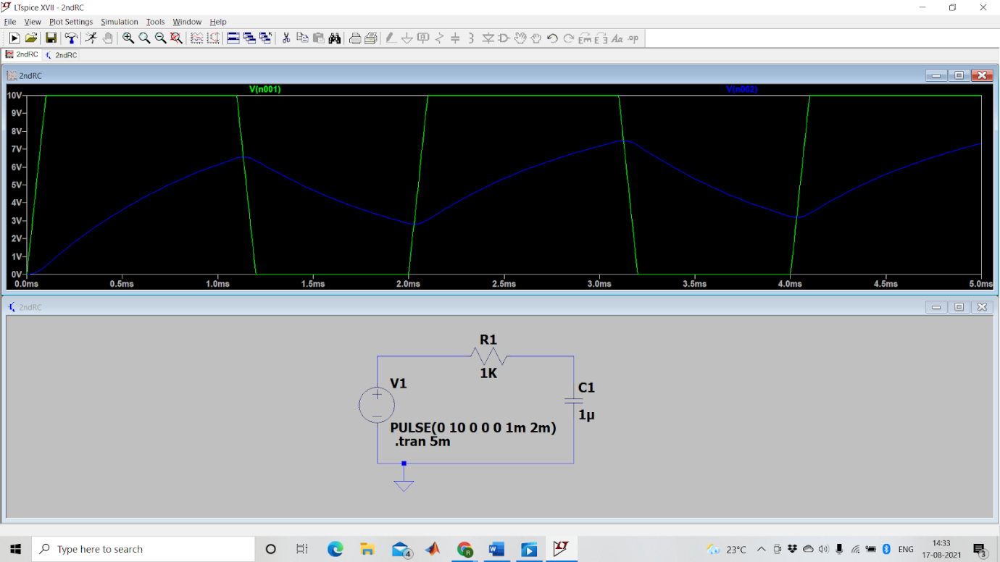 LTspice XVII - 2ndRC
File View Plot Settings Simulation Tools Window Help
2ndRC 2ndRC
2ndRC
V(n001) V(n002)
10V
9V
8V
7V
6V
5V
4V
3V
2V
1V
0V
0.0ms 0.5ms 1.0ms 1.5ms 2.0ms 2.5ms 3.0ms 3.5ms 4.0ms 4.5ms 5.0ms
2ndRC
R1
1K
V1
C1
1µ
PULSE(0 10 0 0 0 1m 2m)
.tran 5m
Type here to search
4
23°C
ENG
14:33
17-08-2021
3